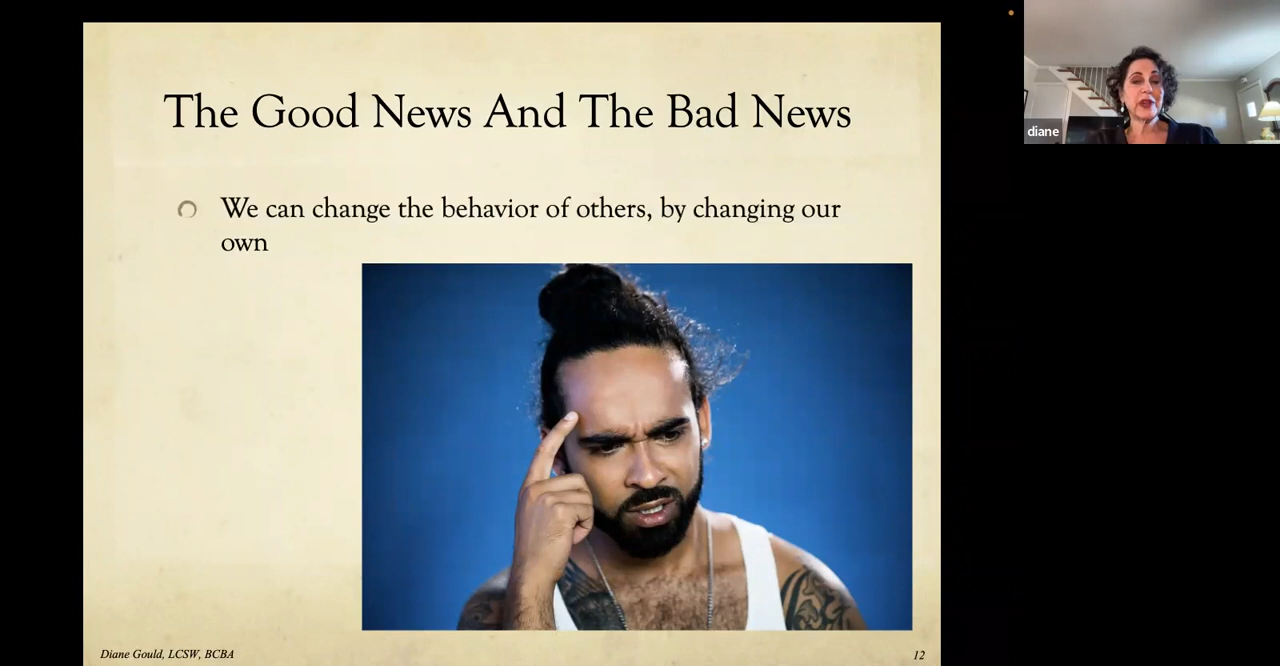 The Good News And The Bad News
We can change the behavior of others, by changing our
own
Diane Gould, LCSW, BCBA
12
diane